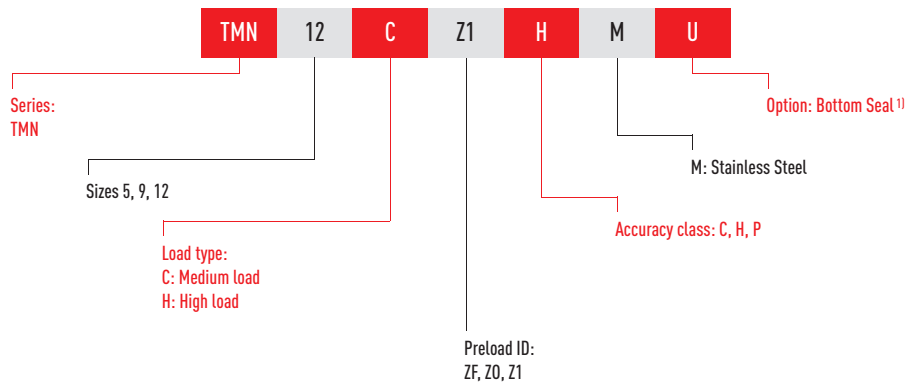 TMN 12 C Z1 H M U
Series:
TMN
Option: Bottom Seal 1)
M: Stainless Steel
Sizes 5, 9, 12
Accuracy class: C, H, P
Load type:
C: Medium load
H: High load
Preload ID:
ZF, Z0, Z1